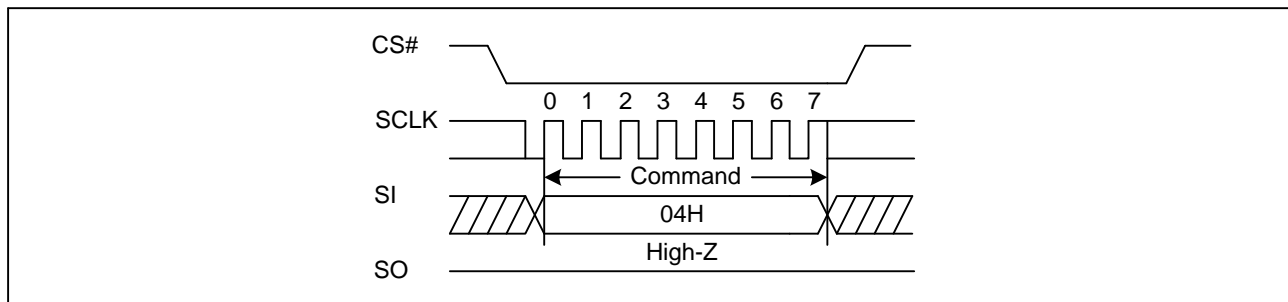 CS#
0 1 2 3 4 5 6 7
SCLK
Command
SI
04H
High-Z
SO